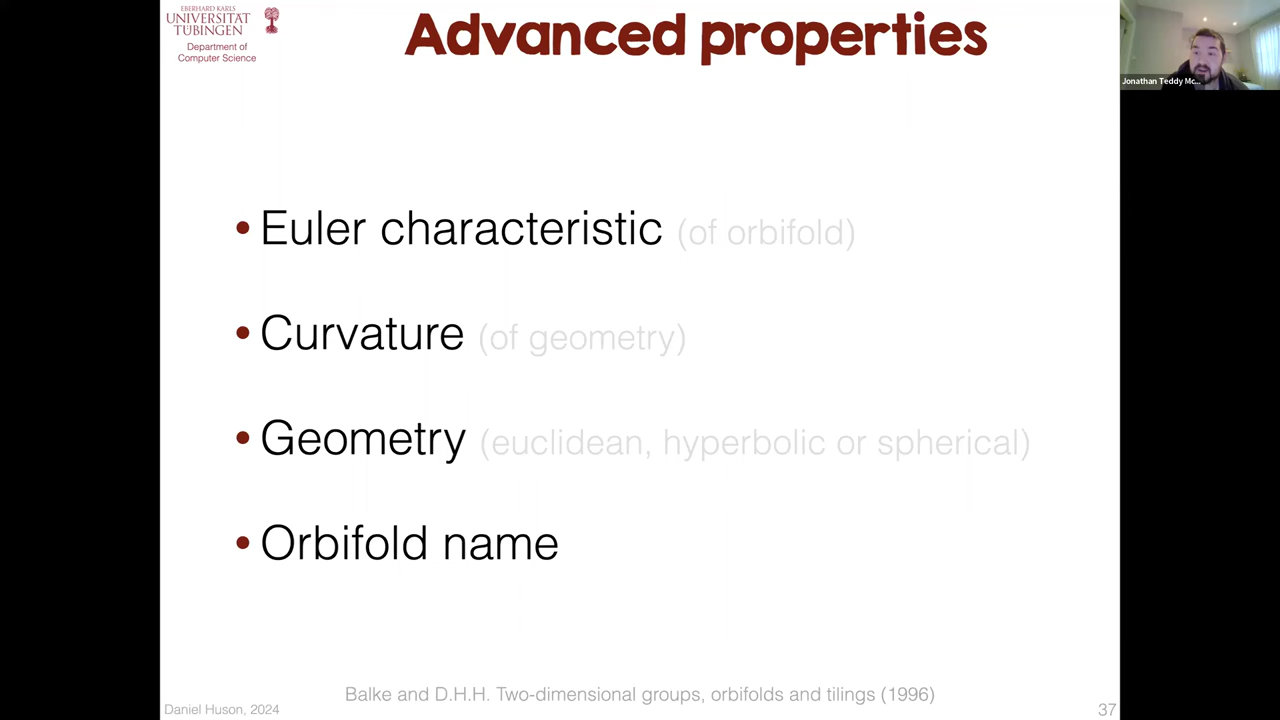 EBERHARD KARLS
UNIVERSITÄT
TÜBINGEN
Department of
Computer Science
Advanced properties
Jonathan Teddy Mc...
• Euler characteristic (of orbifold)
• Curvature (of geometry)
• Geometry (euclidean, hyperbolic or spherical)
• Orbifold name
Balke and D.H.H. Two-dimensional groups, orbifolds and tilings (1996)
Daniel Huson, 2024
37